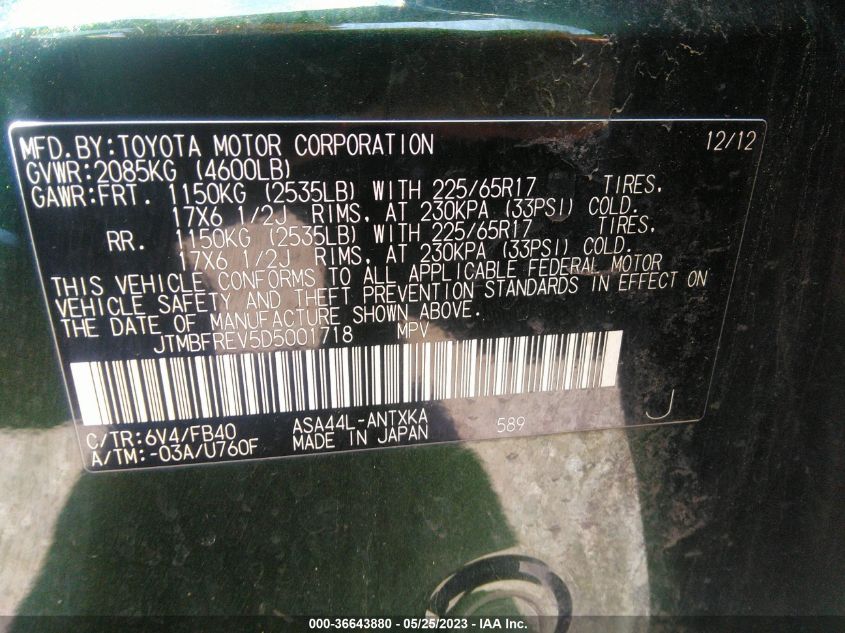 MFD.BY:TOYOTA MOTOR CORPORATION 12/12
GVWR:2085KG (4600LB)
GAWR:FRT. 1150KG (2535LB) WITH 225/65R17 TIRES,
17X6 1/2J RIMS, AT 230KPA (33PSI) COLD.
RR. 1150KG (2535LB) WITH 225/65R17 TIRES,
17X6 1/2J RIMS, AT 230KPA (33PSI) COLD.
THIS VEHICLE CONFORMS TO ALL APPLICABLE FEDERAL MOTOR
VEHICLE SAFETY AND THEFT PREVENTION STANDARDS IN EFFECT ON
THE DATE OF MANUFACTURE SHOWN ABOVE.
JTMBFREV5D5001718 MPV
C/TR:6V4/FB40 ASA44L-ANTXKA 589 J
A/TM:-03A/U760F MADE IN JAPAN
000-36643880 - 05/25/2023 - IAA Inc.